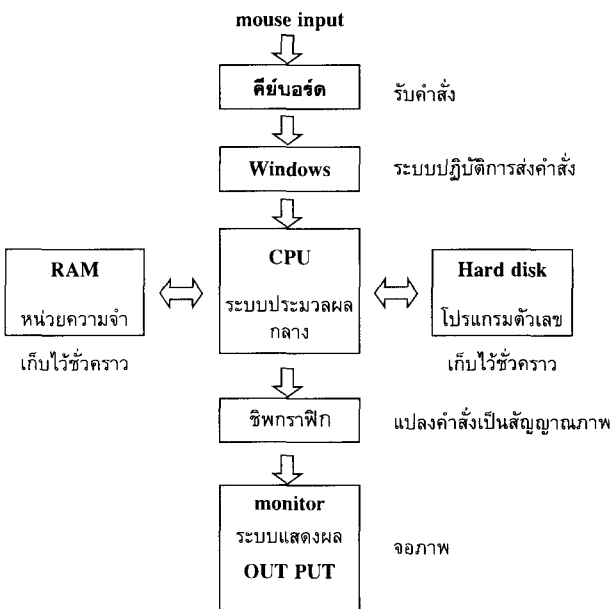 mouse input
คีย์บอร์ด
รับคำสั่ง
Windows
ระบบปฏิบัติการส่งคำสั่ง
RAM
หน่วยความจำ
เก็บไว้ชั่วคราว
CPU
ระบบประมวลผล
กลาง
Hard disk
โปรแกรมตัวเลข
เก็บไว้ชั่วคราว
ชิพกราฟิก
แปลงคำสั่งเป็นสัญญาณภาพ
monitor
ระบบแสดงผล
OUT PUT
จอภาพ